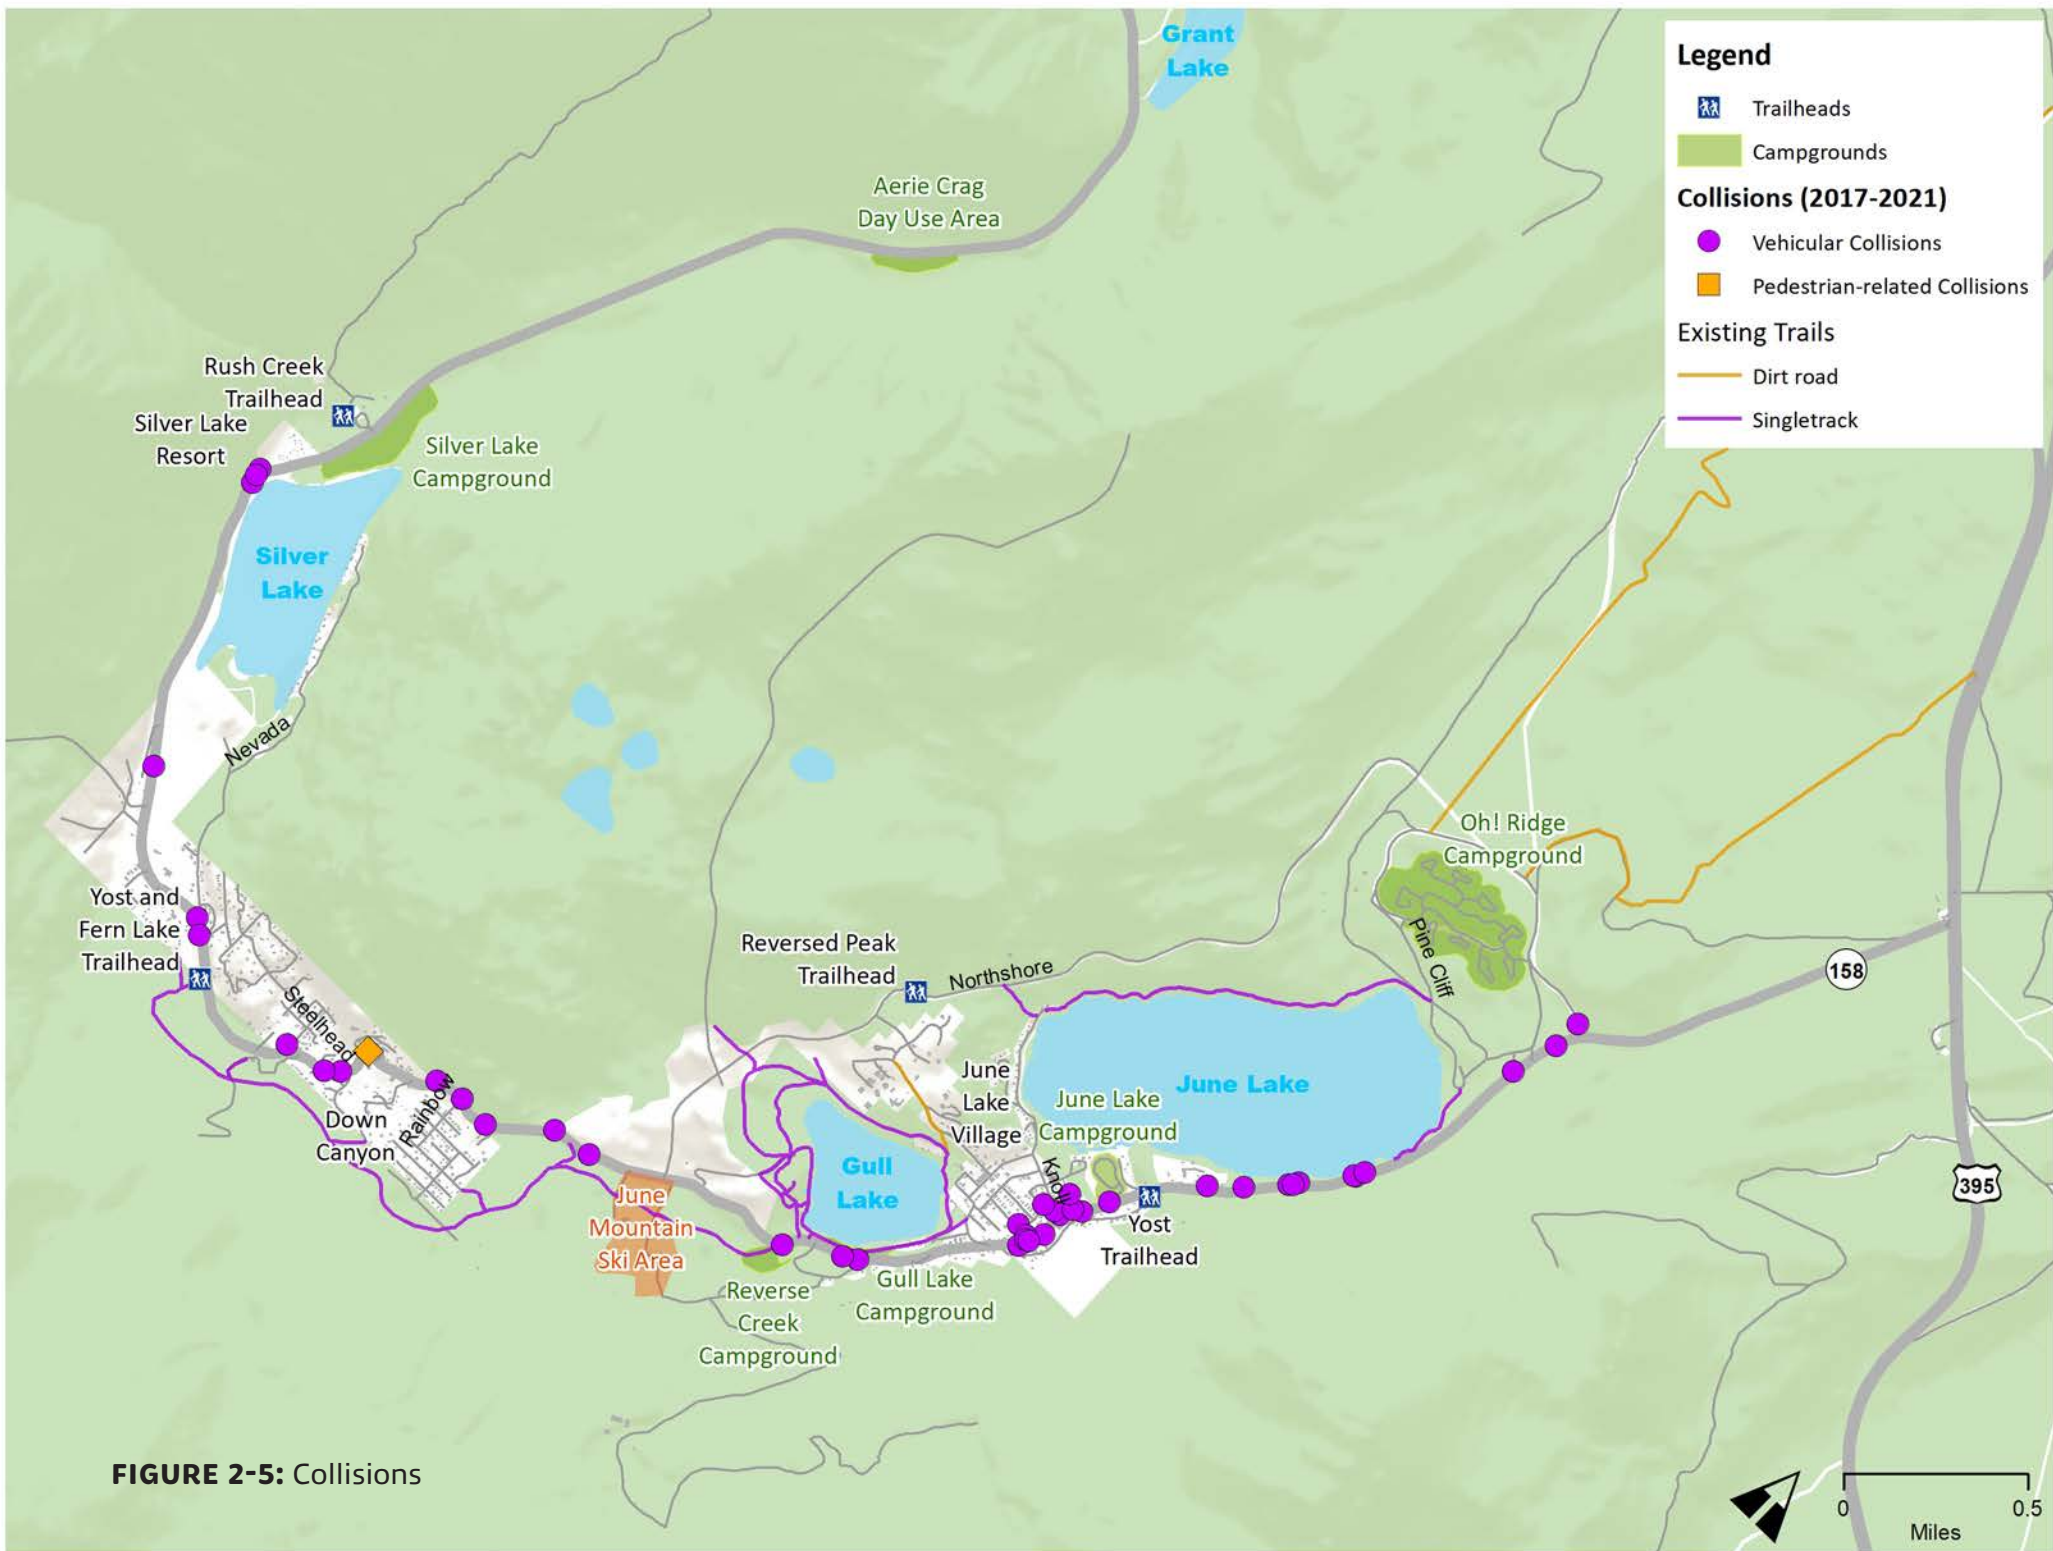 Grant
Lake
Legend
Trailheads
Campgrounds
Collisions (2017-2021)
Vehicular Collisions
Pedestrian-related Collisions
Existing Trails
Dirt road
Singletrack
Aerie Crag
Day Use Area
Rush Creek
Trailhead
Silver Lake
Resort
Silver Lake
Campground
Silver
Lake
Nevada
Oh! Ridge
Campground
Pine Cliff
Yost and
Fern Lake
Trailhead
Reversed Peak
Trailhead
Northshore
158
Steelhead
Rainbow
Down
Canyon
June
Lake
Village
June Lake
Campground
June Lake
Knoll
Gull
Lake
June
Mountain
Ski Area
Yost
Trailhead
395
Reverse
Creek
Campground
Gull Lake
Campground
FIGURE 2-5: Collisions
0 0.5
Miles